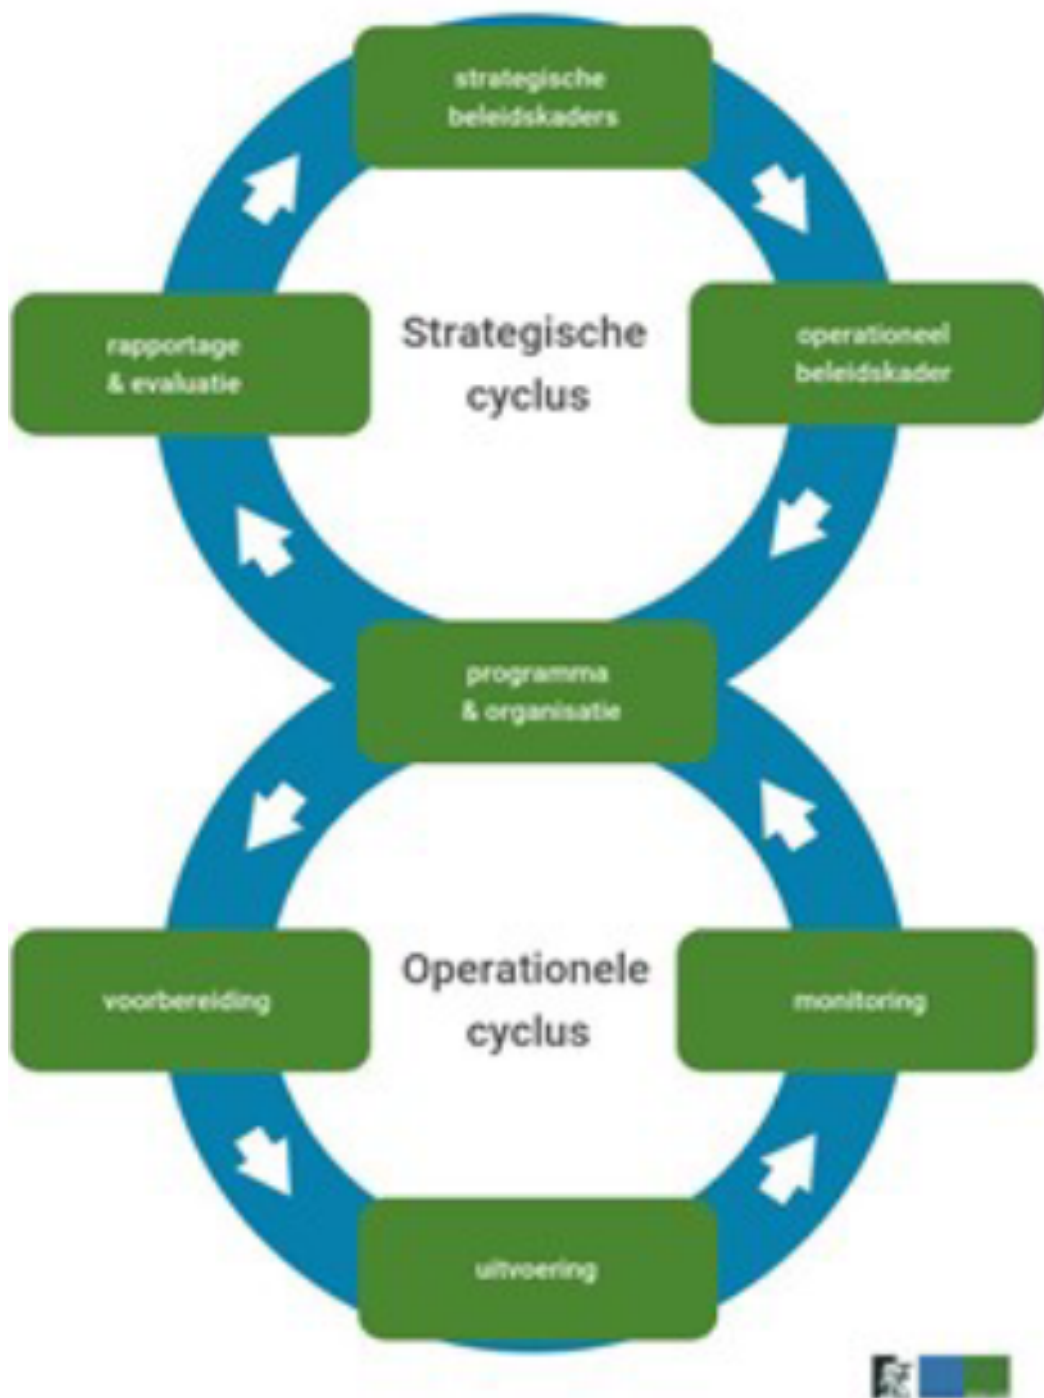 strategische
beleidskaders
rapportage
& evaluatie
Strategische
cyclus
operationeel
beleidskader
programma
& organisatie
voorbereiding
Operationele
cyclus
monitoring
uitvoering